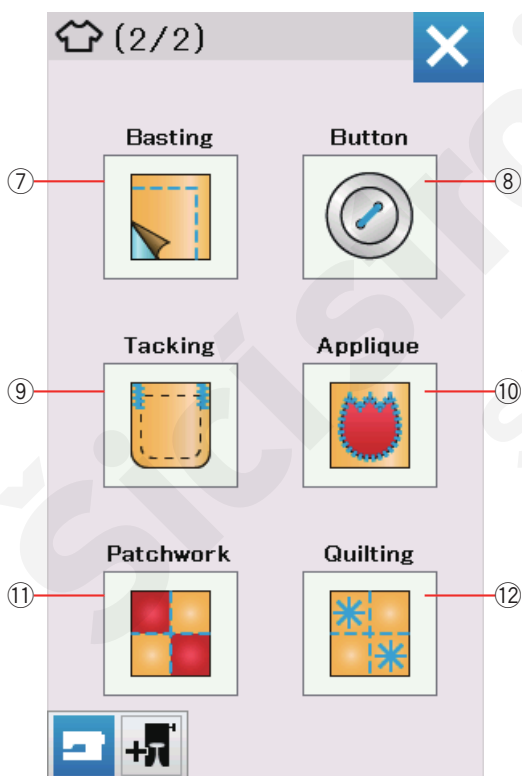 (2/2)
Basting Button
⑦ ⑧
Tacking Applique
⑨ ⑩
Patchwork Quilting
⑪ ⑫